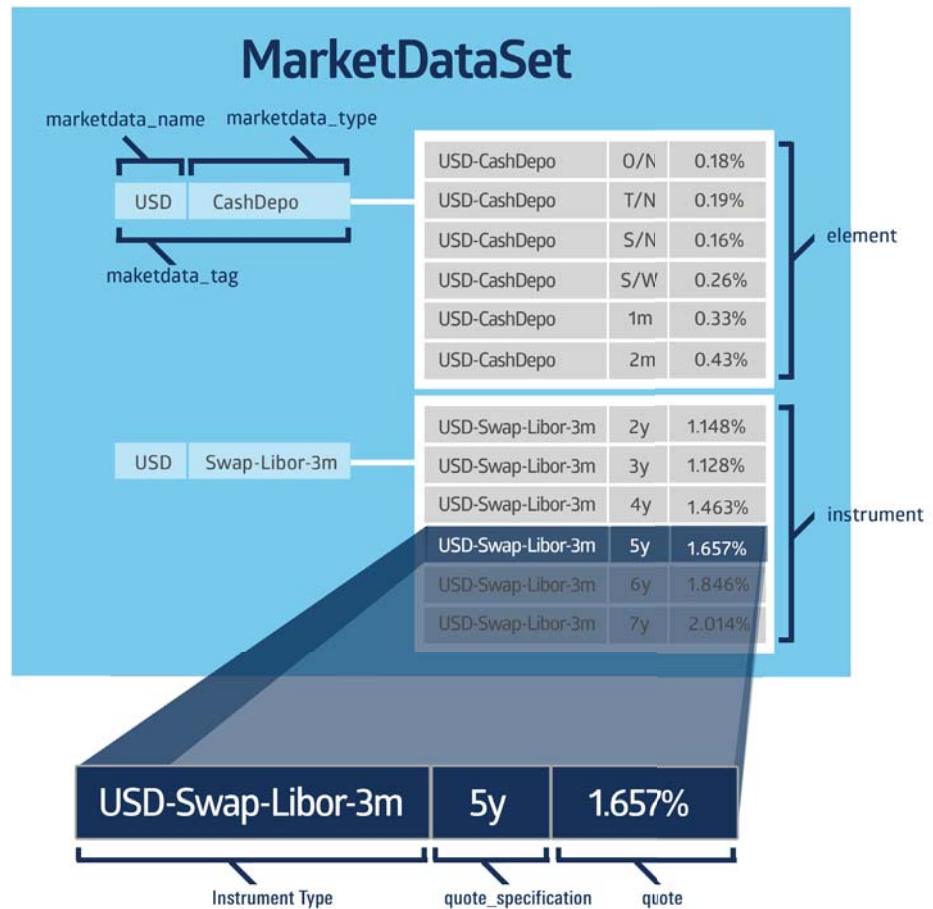 MarketDataSet
marketdata_name marketdata_type
USD CashDepo
maketdata_tag
USD-CashDepo O/N 0.18%
USD-CashDepo T/N 0.19%
USD-CashDepo S/N 0.16%
USD-CashDepo S/W 0.26%
USD-CashDepo 1m 0.33%
USD-CashDepo 2m 0.43%
element
USD Swap-Libor-3m
USD-Swap-Libor-3m 2y 1.148%
USD-Swap-Libor-3m 3y 1.128%
USD-Swap-Libor-3m 4y 1.463%
USD-Swap-Libor-3m 5y 1.657%
USD-Swap-Libor-3m 6y 1.846%
USD-Swap-Libor-3m 7y 2.014%
instrument
USD-Swap-Libor-3m 5y 1.657%
Instrument Type quote_specification quote